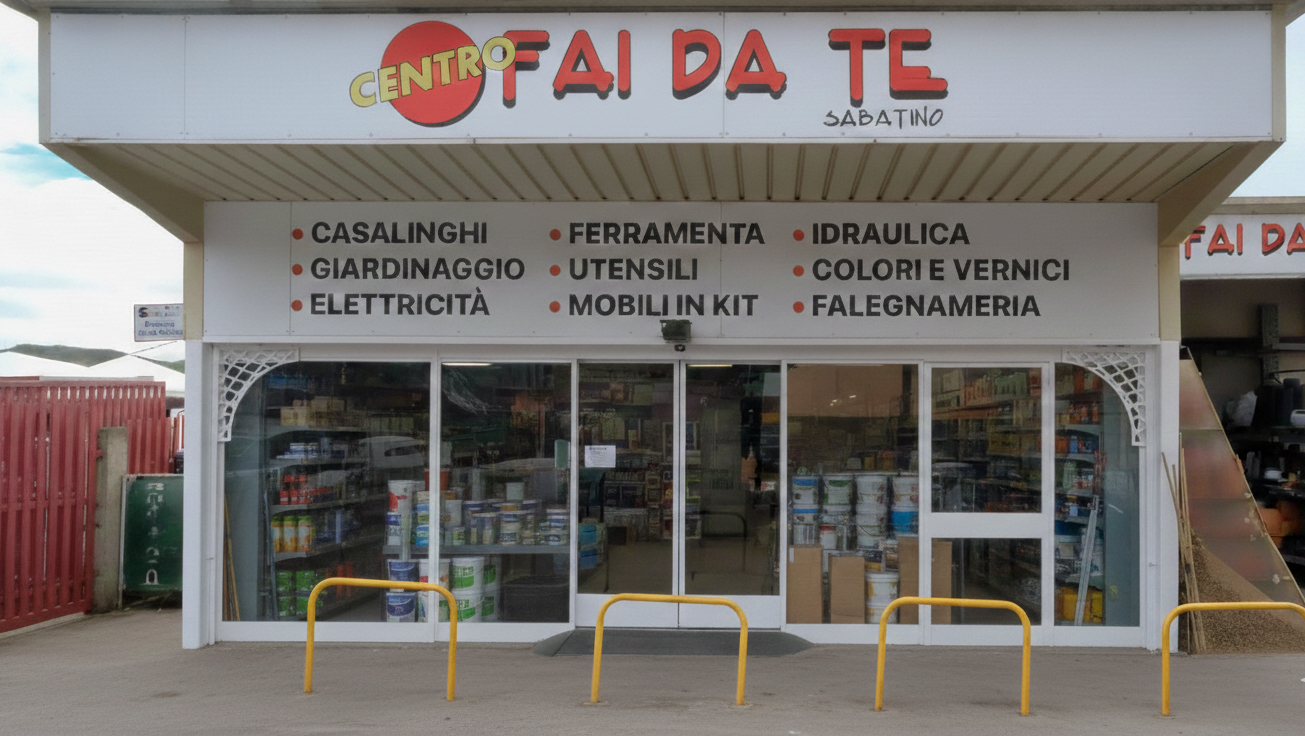 CENTRO FAI DA TE
SABATINO
CASALINGHI
GIARDINAGGIO
ELETTRICITÀ
FERRAMENTA
UTENSILI
MOBILI IN KIT
IDRAULICA
COLORI E VERNICI
FALEGNAMERIA
FAI DA